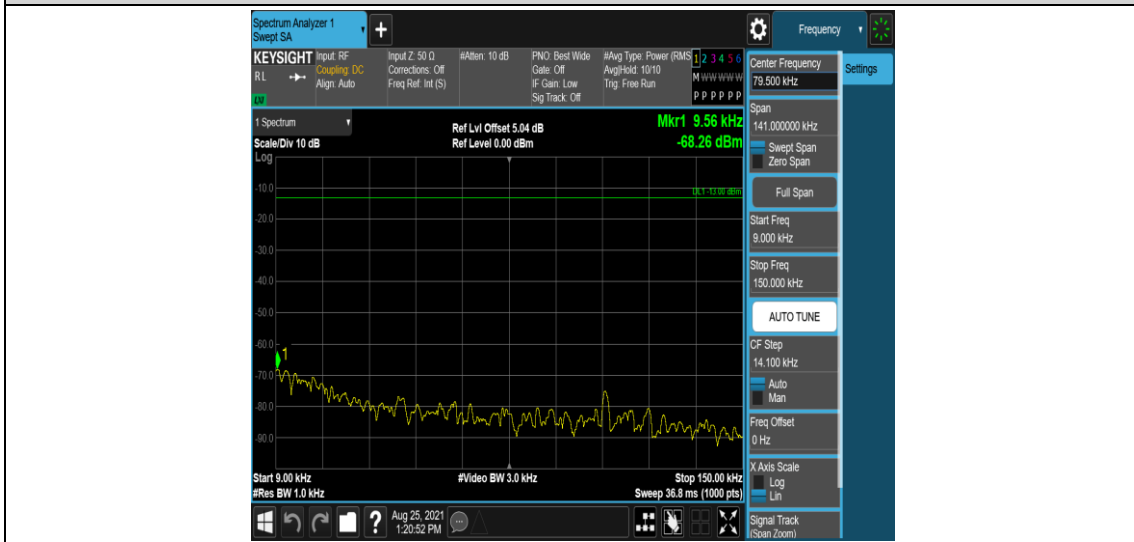 Spectrum Analyzer 1
Swept SA
+
Frequency
KEYSIGHT
RL
LXI
Input: RF
Coupling: DC
Align: Auto
Input Z: 50 Ω
Corrections: Off
Freq Ref: Int (S)
#Atten: 10 dB
PNO: Best Wide
Gate: Off
IF Gain: Low
Sig Track: Off
#Avg Type: Power (RMS
Avg|Hold: 10/10
Trig: Free Run
1 2 3 4 5 6
M W W W W W
P P P P P P
1 Spectrum
Scale/Div 10 dB
Log
Ref Lvl Offset 5.04 dB
Ref Level 0.00 dBm
Mkr1 9.56 kHz
-68.26 dBm
DL1 -13.00 dBm
-10.0
-20.0
-30.0
-40.0
-50.0
-60.0
1
-70.0
-80.0
-90.0
Start 9.00 kHz
#Res BW 1.0 kHz
#Video BW 3.0 kHz
Stop 150.00 kHz
Sweep 36.8 ms (1000 pts)
Center Frequency
79.500 kHz
Settings
Span
141.000000 kHz
Swept Span
Zero Span
Full Span
Start Freq
9.000 kHz
Stop Freq
150.000 kHz
AUTO TUNE
CF Step
14.100 kHz
Auto
Man
Freq Offset
0 Hz
X Axis Scale
Log
Lin
Signal Track
(Span Zoom)
?
Aug 25, 2021
1:20:52 PM